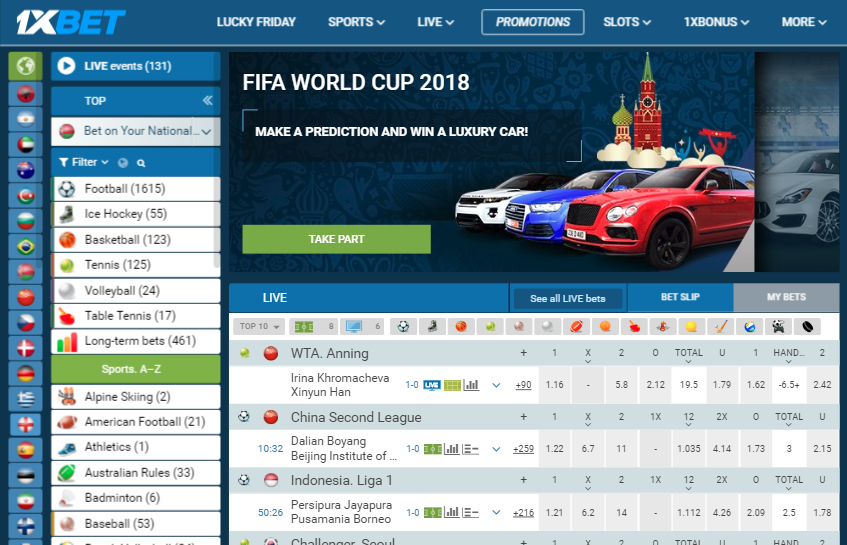 1XBET
LUCKY FRIDAY
SPORTS
LIVE
PROMOTIONS
SLOTS
1XBONUS
MORE
LIVE events (131)
TOP
Bet on Your National...
Filter
Football (1615)
Ice Hockey (55)
Basketball (123)
Tennis (125)
Volleyball (24)
Table Tennis (17)
Long-term bets (461)
Sports. A–Z
Alpine Skiing (2)
American Football (21)
Athletics (1)
Australian Rules (33)
Badminton (6)
Baseball (53)
FIFA WORLD CUP 2018
MAKE A PREDICTION AND WIN A LUXURY CAR!
TAKE PART
LIVE
See all LIVE bets
BET SLIP
MY BETS
TOP 10 8 6
WTA. Anning + 1 X 2 O TOTAL U 1 HAND... 2
Irina Khromacheva
Xinyun Han
1-0 LIVE +90 1.16 - 5.8 2.12 19.5 1.79 1.62 -6.5+ 2.42
China Second League + 1 X 2 1X 12 2X O TOTAL U
10:32
Dalian Boyang
Beijing Institute of ...
1-0 +259 1.22 6.7 11 - 1.035 4.14 1.73 3 2.15
Indonesia. Liga 1 + 1 X 2 1X 12 2X O TOTAL U
50:26
Persipura Jayapura
Pusamania Borneo
1-0 +216 1.21 6.2 14 - 1.112 4.26 2.09 2.5 1.78
Challenger. Seoul + 1 X 2 O TOTAL U 1 HAND... 2